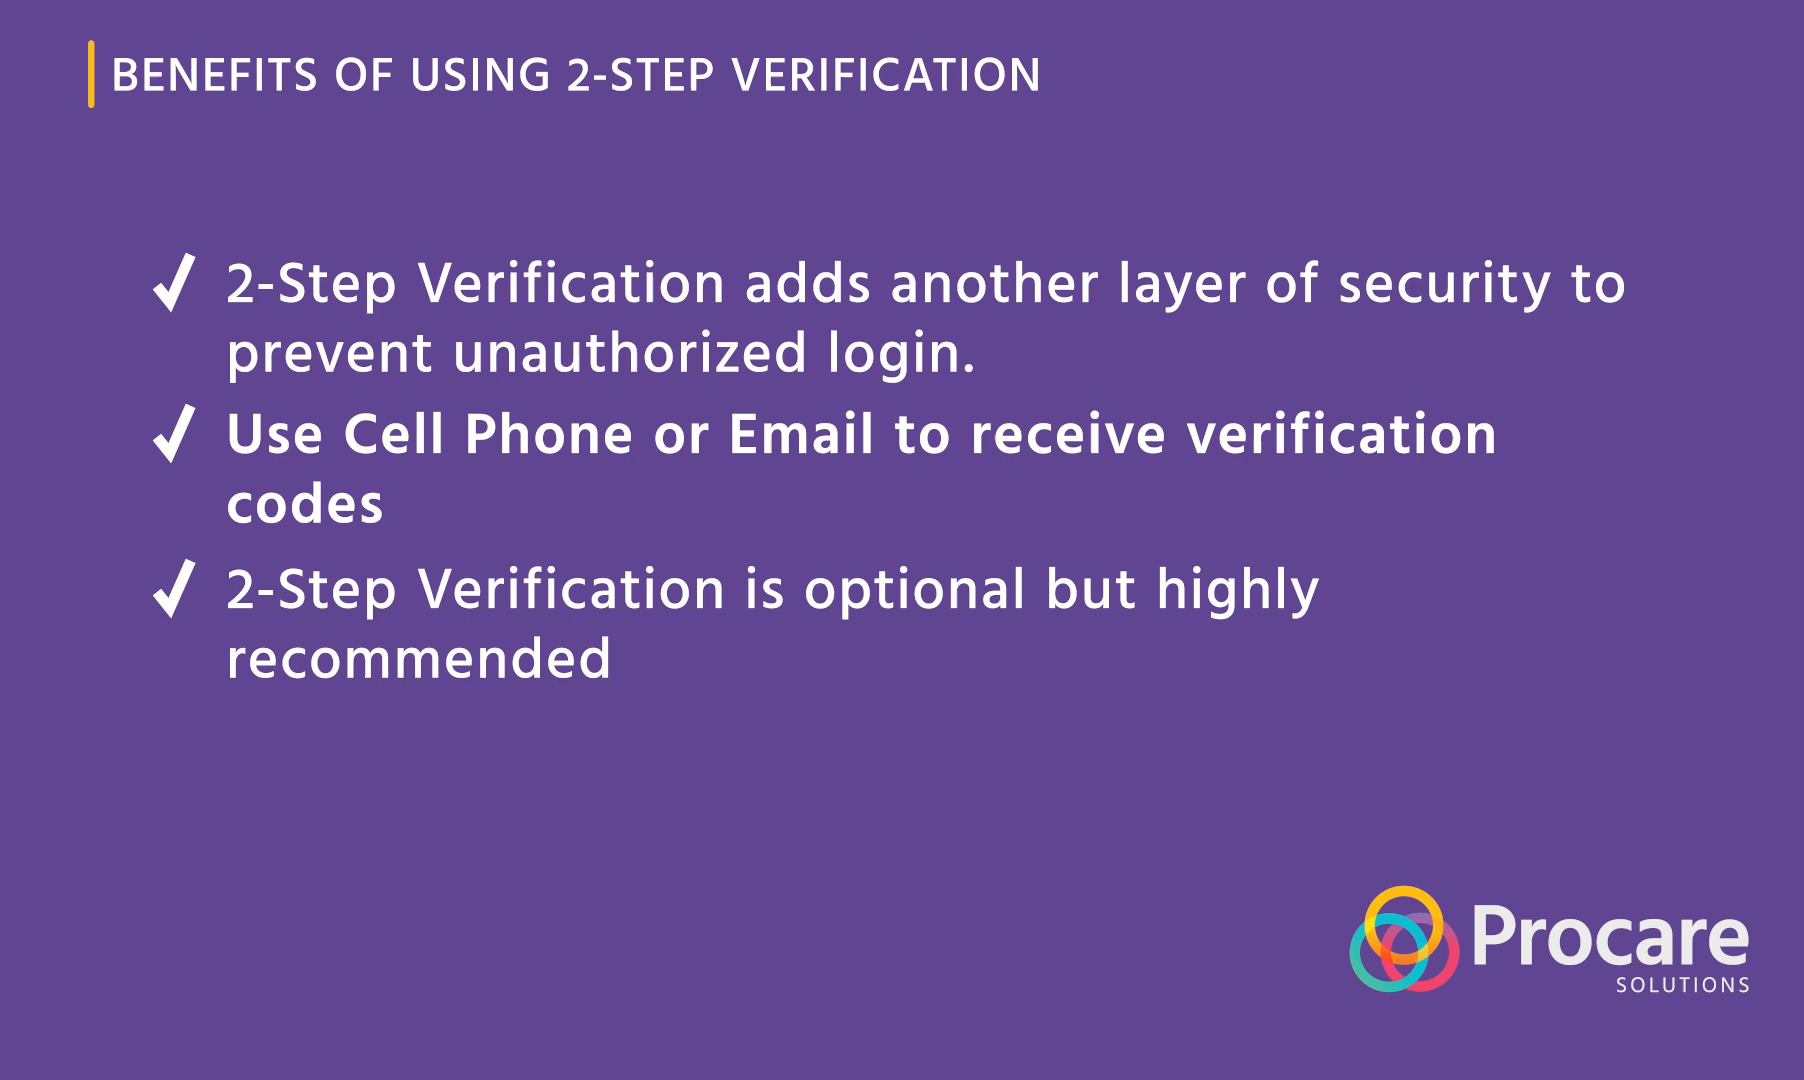 BENEFITS OF USING 2-STEP VERIFICATION
2-Step Verification adds another layer of security to
prevent unauthorized login.
Use Cell Phone or Email to receive verification
codes
2-Step Verification is optional but highly
recommended
Procare
SOLUTIONS